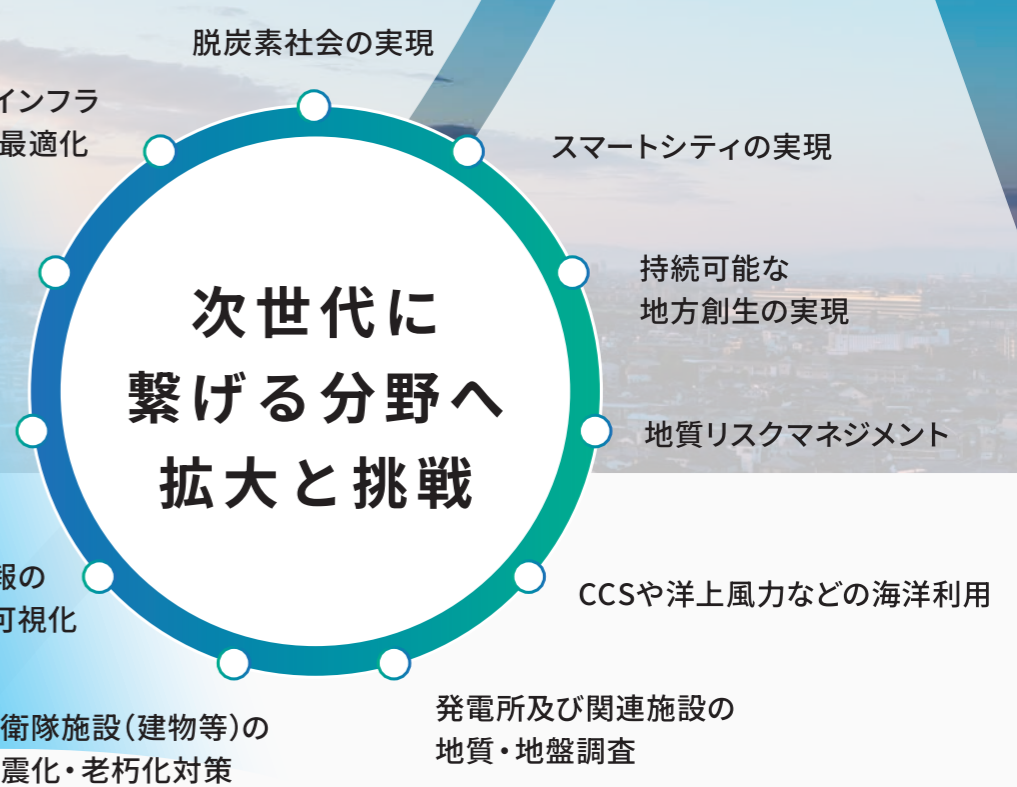 脱炭素社会の実現
インフラ
最適化
スマートシティの実現
持続可能な
地方創生の実現
次世代に
繋げる分野へ
拡大と挑戦
地質リスクマネジメント
報の
可視化
CCSや洋上風力などの海洋利用
発電所及び関連施設の
地質・地盤調査
衛隊施設（建物等）の
震化・老朽化対策